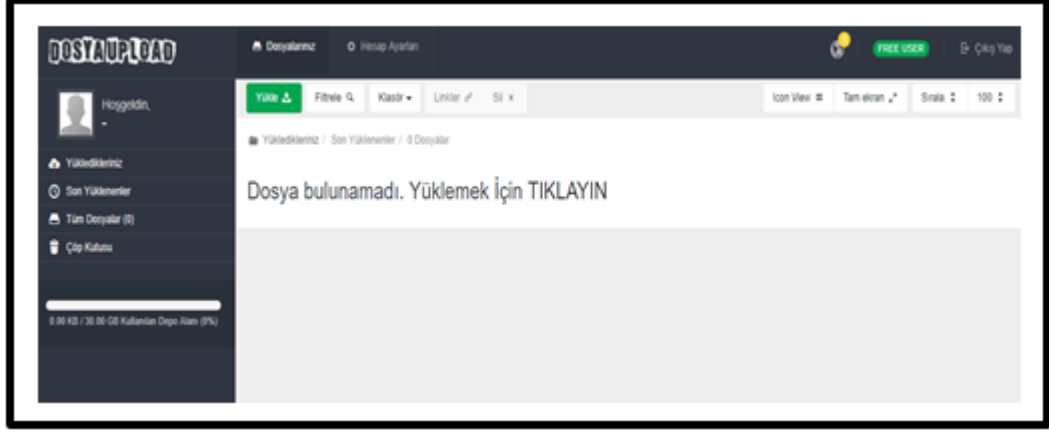 DOSYAUPLOAD
Dosyalarınız Hesap Ayarları FREE USER Çıkış Yap
Hoşgeldin,
-
Yükle Filtrele Klasör Linkler Sil x Icon View Tam ekran Sırala 100
Yükledikleriniz / Son Yüklenenler / 0 Dosyalar
Yükledikleriniz
Son Yüklenenler
Tüm Dosyalar (0)
Çöp Kutusu
Dosya bulunamadı. Yüklemek İçin TIKLAYIN
0.00 KB / 30.00 GB Kullanılan Depo Alanı (0%)